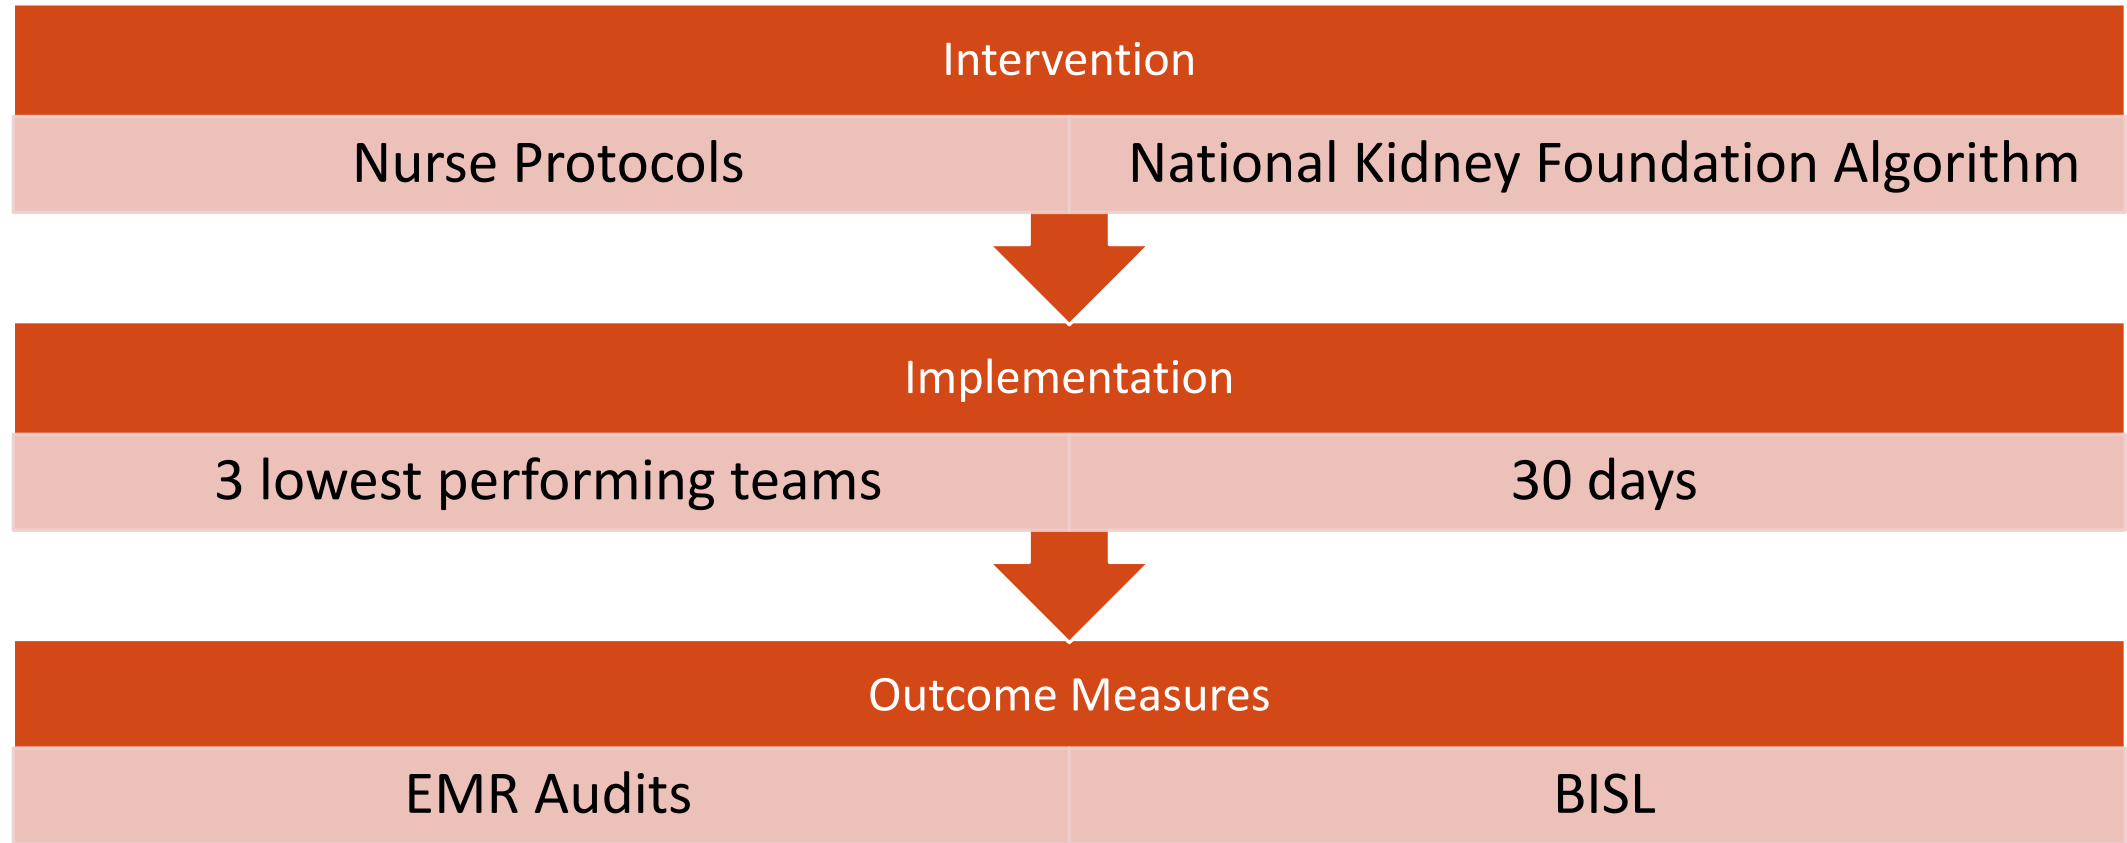 Intervention
Nurse Protocols
National Kidney Foundation Algorithm
Implementation
3 lowest performing teams
30 days
Outcome Measures
EMR Audits
BISL